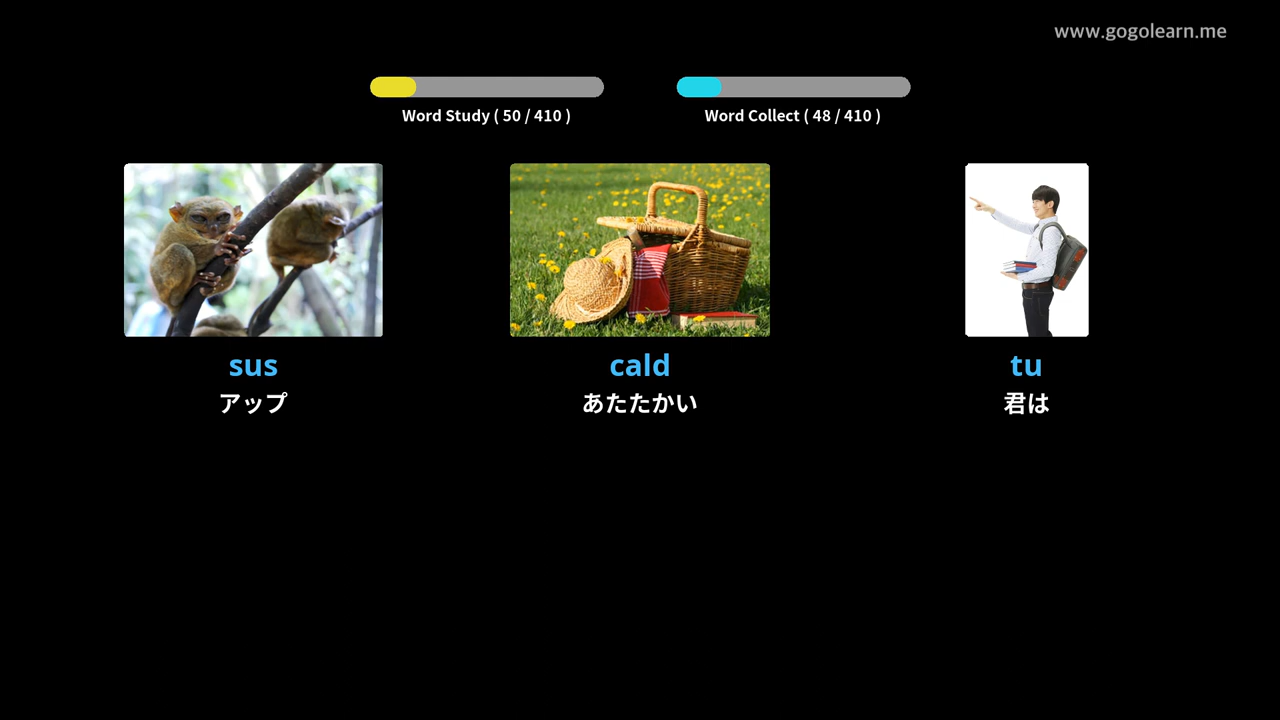 www.gogolearn.me
Word Study ( 50 / 410 )
Word Collect ( 48 / 410 )
sus
アップ
cald
あたたかい
tu
君は